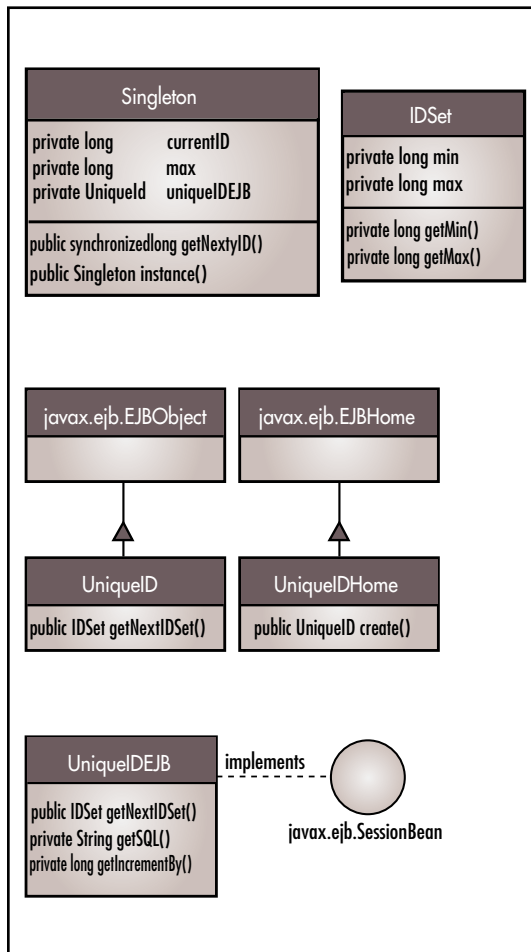 Singleton
private long currentID
private long max
private UniqueId uniqueIDEJB
public synchronizedlong getNextyID()
public Singleton instance()
IDSet
private long min
private long max
private long getMin()
private long getMax()
javax.ejb.EJBObject
javax.ejb.EJBHome
UniqueID
public IDSet getNextIDSet()
UniqueIDHome
public UniqueID create()
UniqueIDEJB
public IDSet getNextIDSet()
private String getSQL()
private long getIncrementBy()
implements
javax.ejb.SessionBean